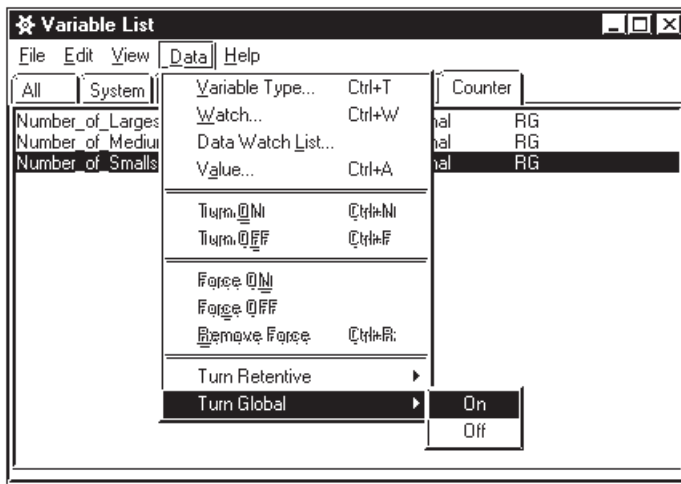 Variable List
File Edit View Data Help
All System Counter
Variable Type... Ctrl+T
Number_of_Larges nal RG
Watch... Ctrl+W
Number_of_Mediu nal RG
Data Watch List...
Number_of_Smalls nal RG
Value... Ctrl+A
Turn ON Ctrl+N
Turn OFF Ctrl+F
Force ON
Force OFF
Remove Force Ctrl+R
Turn Retentive
Turn Global On
Off